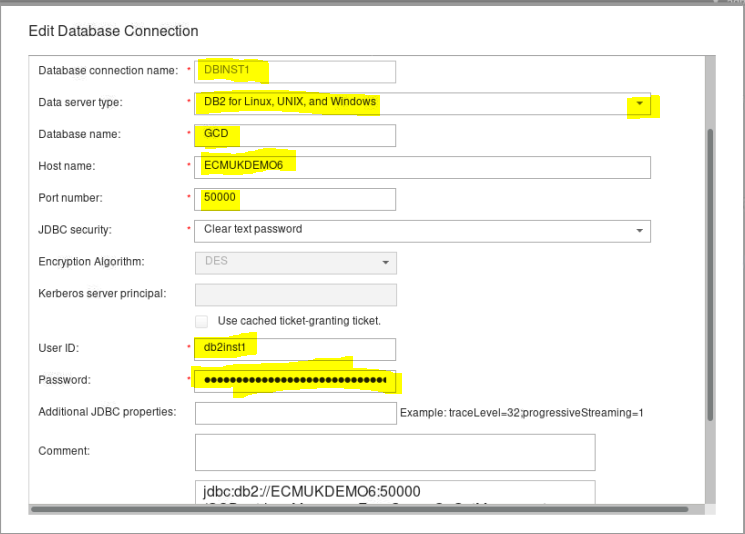 Edit Database Connection
Database connection name: * DBINST1
Data server type: * DB2 for Linux, UNIX, and Windows
Database name: * GCD
Host name: * ECMUKDEMO6
Port number: * 50000
JDBC security: * Clear text password
Encryption Algorithm: DES
Kerberos server principal:
Use cached ticket-granting ticket.
User ID: * db2inst1
Password: * ●●●●●●●●●●●●●●●●●●●●●●●●●●●●●
Additional JDBC properties: Example: traceLevel=32;progressiveStreaming=1
Comment:
jdbc:db2://ECMUKDEMO6:50000